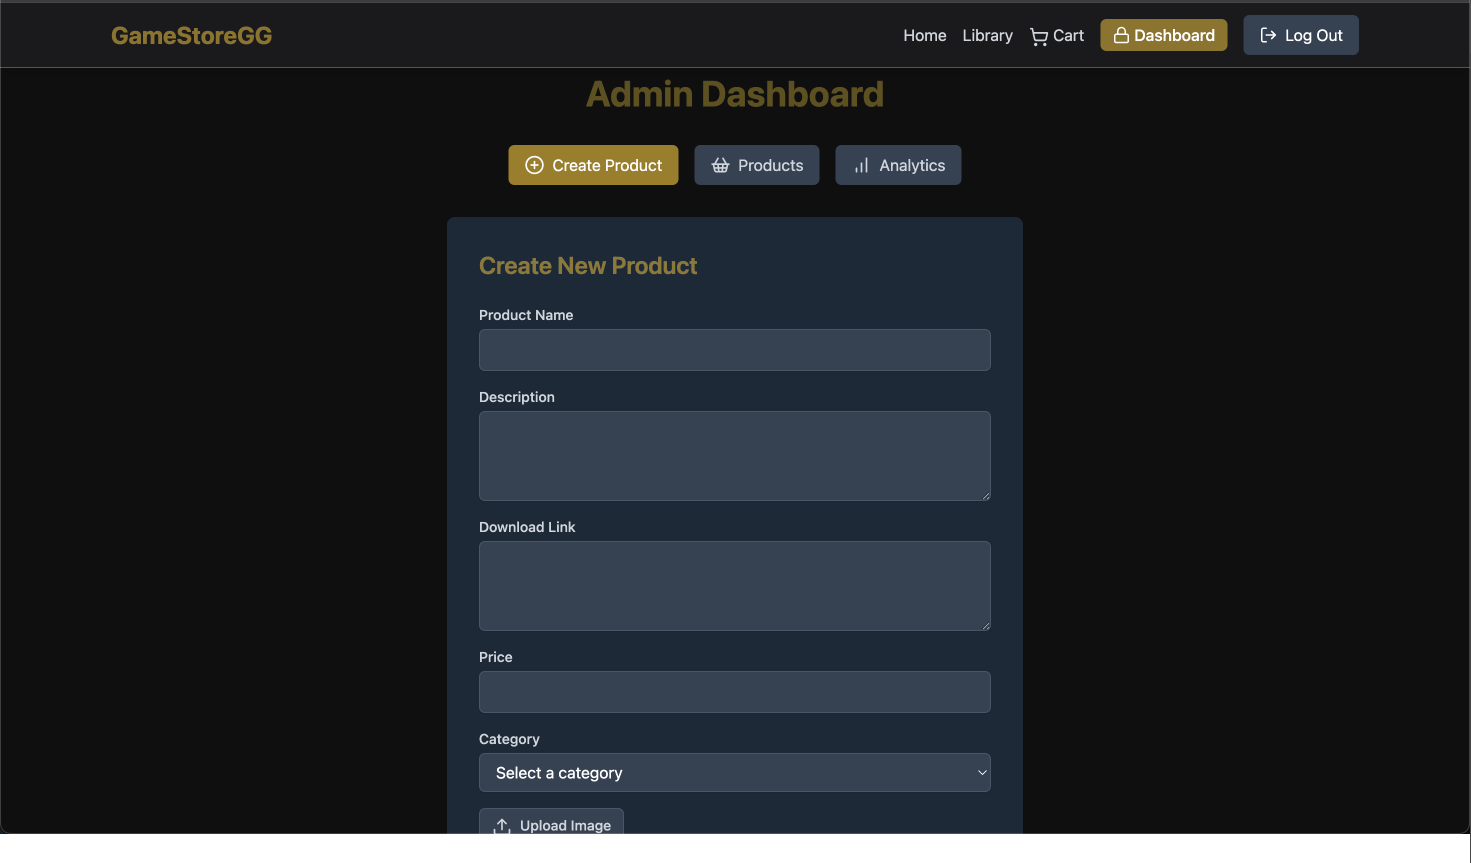 GameStoreGG
Home Library Cart Dashboard Log Out
Admin Dashboard
Create Product Products Analytics
Create New Product
Product Name
Description
Download Link
Price
Category
Select a category
Upload Image